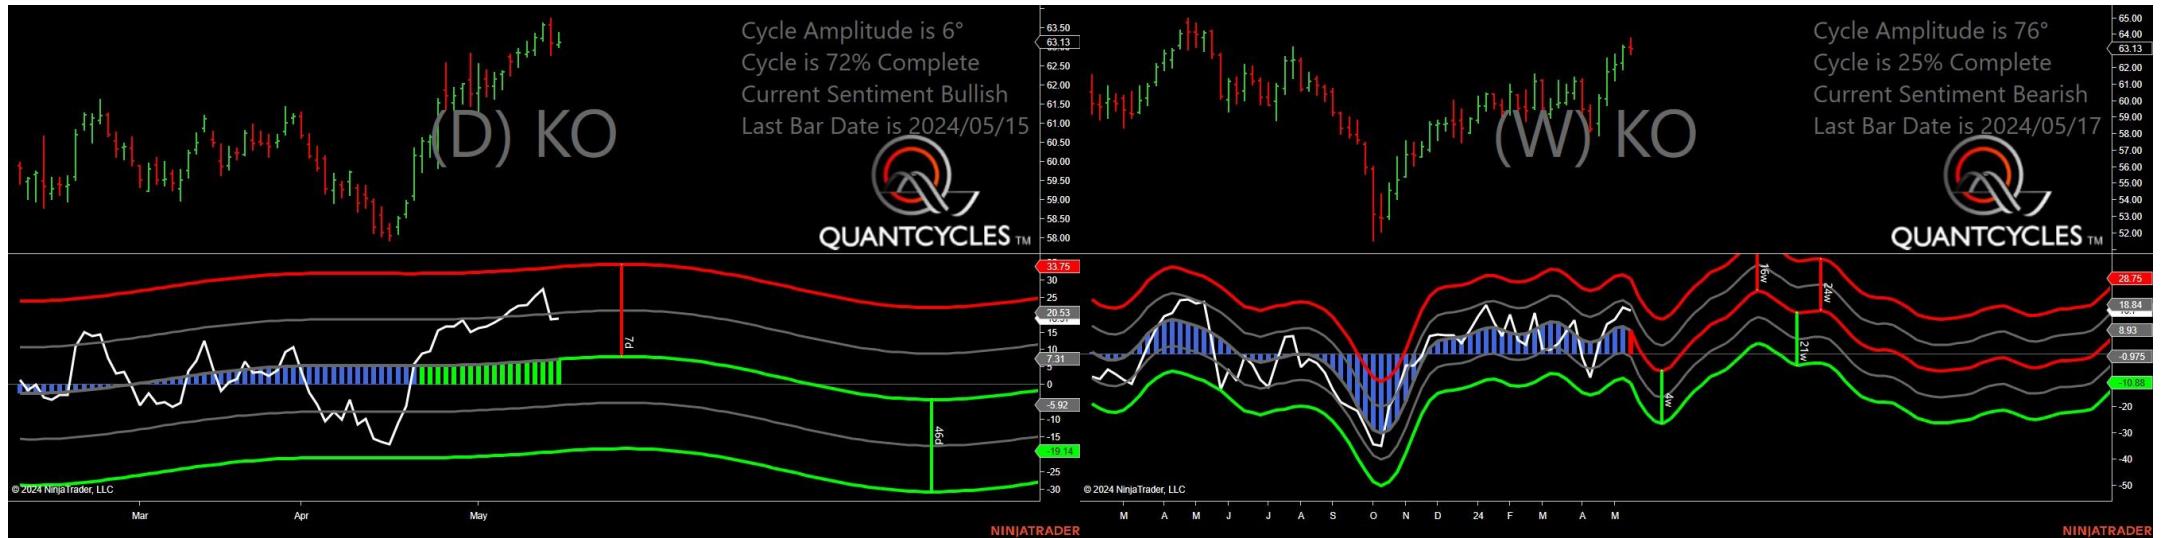 Cycle Amplitude is 6°
Cycle is 72% Complete
Current Sentiment Bullish
Last Bar Date is 2024/05/15
(D) KO
QUANTCYCLES TM
63.50
63.13
62.50
62.00
61.50
61.00
60.50
60.00
59.50
59.00
58.50
58.00
33.75
30
25
20.53
15
10
7.31
5
0
-5.92
-10
-15
-19.14
-25
-30
7d
46d
© 2024 NinjaTrader, LLC
Mar
Apr
May
NINJATRADER
Cycle Amplitude is 76°
Cycle is 25% Complete
Current Sentiment Bearish
Last Bar Date is 2024/05/17
(W) KO
QUANTCYCLES TM
65.00
64.00
63.13
62.00
61.00
60.00
59.00
58.00
57.00
56.00
55.00
54.00
53.00
52.00
28.75
18.84
8.93
-0.975
-10.88
-20
-30
-40
-50
16w
24w
21w
4w
© 2024 NinjaTrader, LLC
M A M J J A S O N D 24 F M A M
NINJATRADER